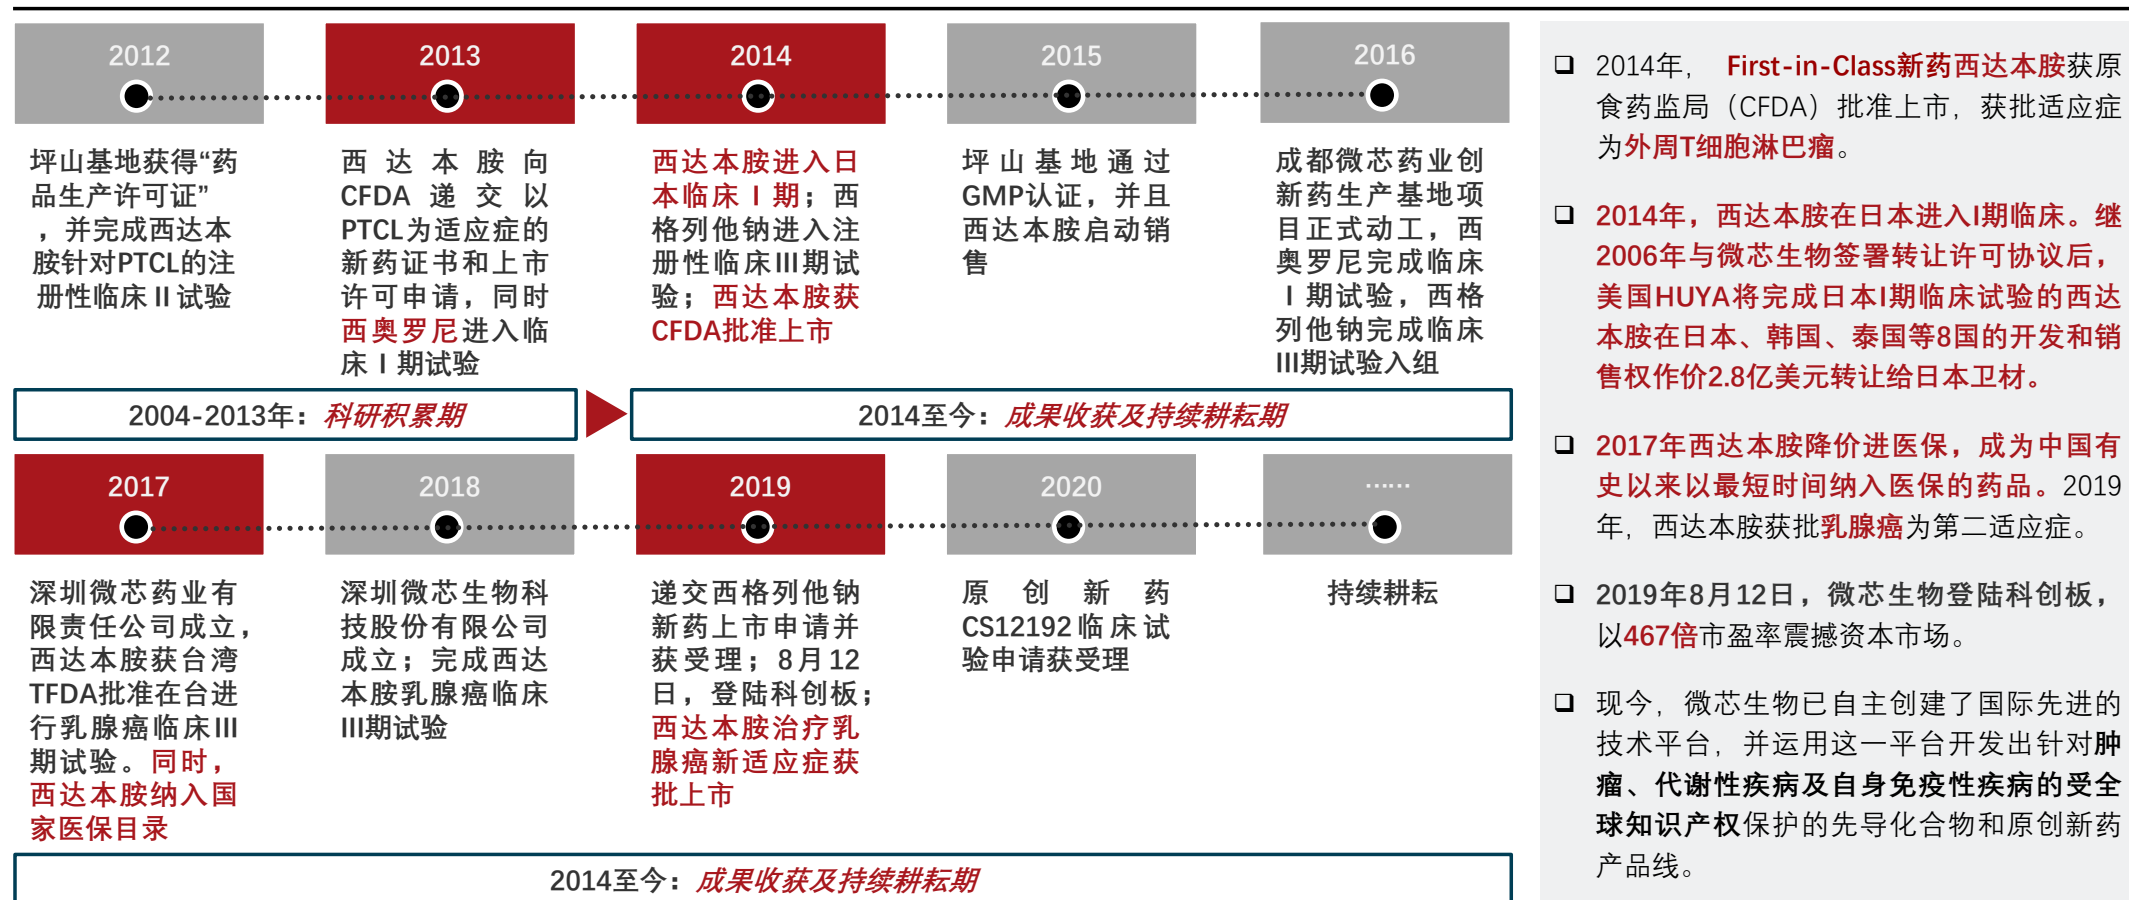 2012
2013
2014
2015
2016
坪山基地获得“药
品生产许可证”
，并完成西达本
胺针对PTCL的注
册性临床 II 试验
西达本胺向
CFDA递交以
PTCL为适应症的
新药证书和上市
许可申请，同时
西奥罗尼进入临
床 I 期试验
西达本胺进入日
本临床 I 期；西
格列他钠进入注
册性临床III期试
验；西达本胺获
CFDA批准上市
坪山基地通过
GMP认证，并且
西达本胺启动销
售
成都微芯药业创
新药生产基地项
目正式动工，西
奥罗尼完成临床
I 期试验，西格
列他钠完成临床
III期试验入组
2004-2013年：科研积累期
2014至今：成果收获及持续耕耘期
2017
2018
2019
2020
……
深圳微芯药业有
限责任公司成立，
西达本胺获台湾
TFDA批准在台进
行乳腺癌临床III
期试验。同时，
西达本胺纳入国
家医保目录
深圳微芯生物科
技股份有限公司
成立；完成西达
本胺乳腺癌临床
III期试验
递交西格列他钠
新药上市申请并
获受理；8月12
日，登陆科创板；
西达本胺治疗乳
腺癌新适应症获
批上市
原创新药
CS12192临床试
验申请获受理
持续耕耘
2014至今：成果收获及持续耕耘期
2014年， First-in-Class新药西达本胺获原
食药监局（CFDA）批准上市，获批适应症
为外周T细胞淋巴瘤。
2014年，西达本胺在日本进入I期临床。继
2006年与微芯生物签署转让许可协议后，
美国HUYA将完成日本I期临床试验的西达
本胺在日本、韩国、泰国等8国的开发和销
售权作价2.8亿美元转让给日本卫材。
2017年西达本胺降价进医保，成为中国有
史以来以最短时间纳入医保的药品。2019
年，西达本胺获批乳腺癌为第二适应症。
2019年8月12日，微芯生物登陆科创板，
以467倍市盈率震撼资本市场。
现今，微芯生物已自主创建了国际先进的
技术平台，并运用这一平台开发出针对肿
瘤、代谢性疾病及自身免疫性疾病的受全
球知识产权保护的先导化合物和原创新药
产品线。